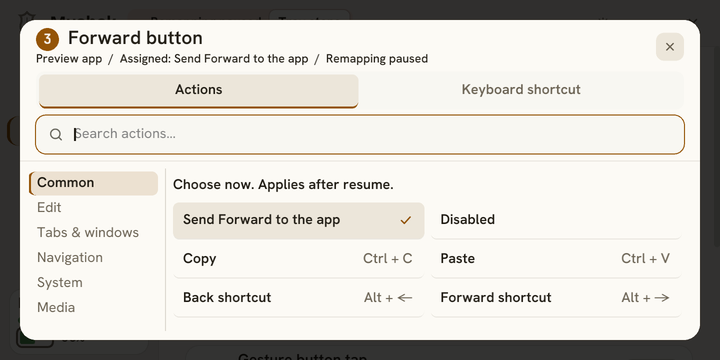 3 Forward button
Preview app / Assigned: Send Forward to the app / Remapping paused
Actions
Keyboard shortcut
Search actions...
Common
Edit
Tabs & windows
Navigation
System
Media
Choose now. Applies after resume.
Send Forward to the app
Disabled
Copy Ctrl + C
Paste Ctrl + V
Back shortcut Alt + ←
Forward shortcut Alt + →